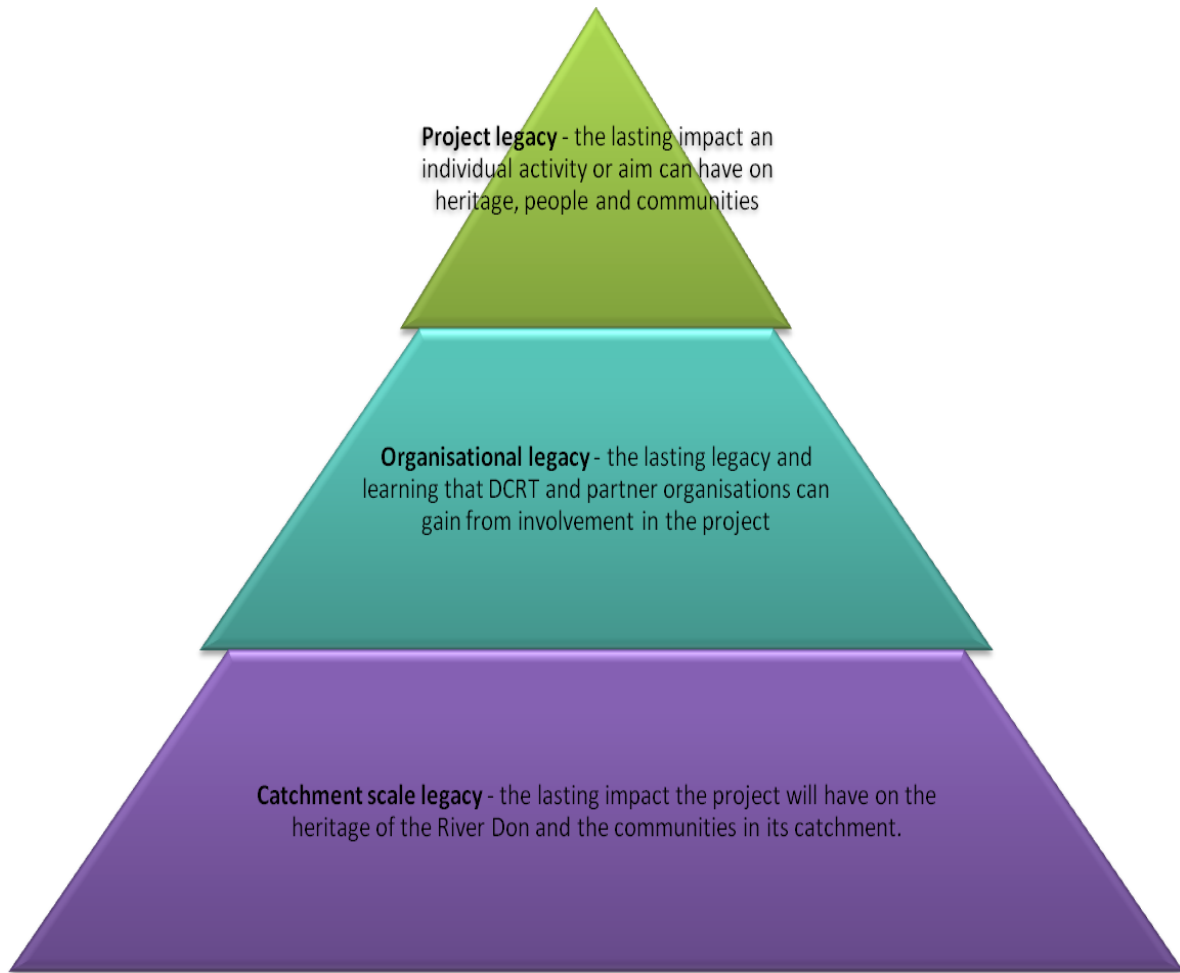 Project legacy - the lasting impact an
individual activity or aim can have on
heritage, people and communities
Organisational legacy - the lasting legacy and
learning that DCRT and partner organisations can
gain from involvement in the project
Catchment scale legacy - the lasting impact the project will have on the
heritage of the River Don and the communities in its catchment.